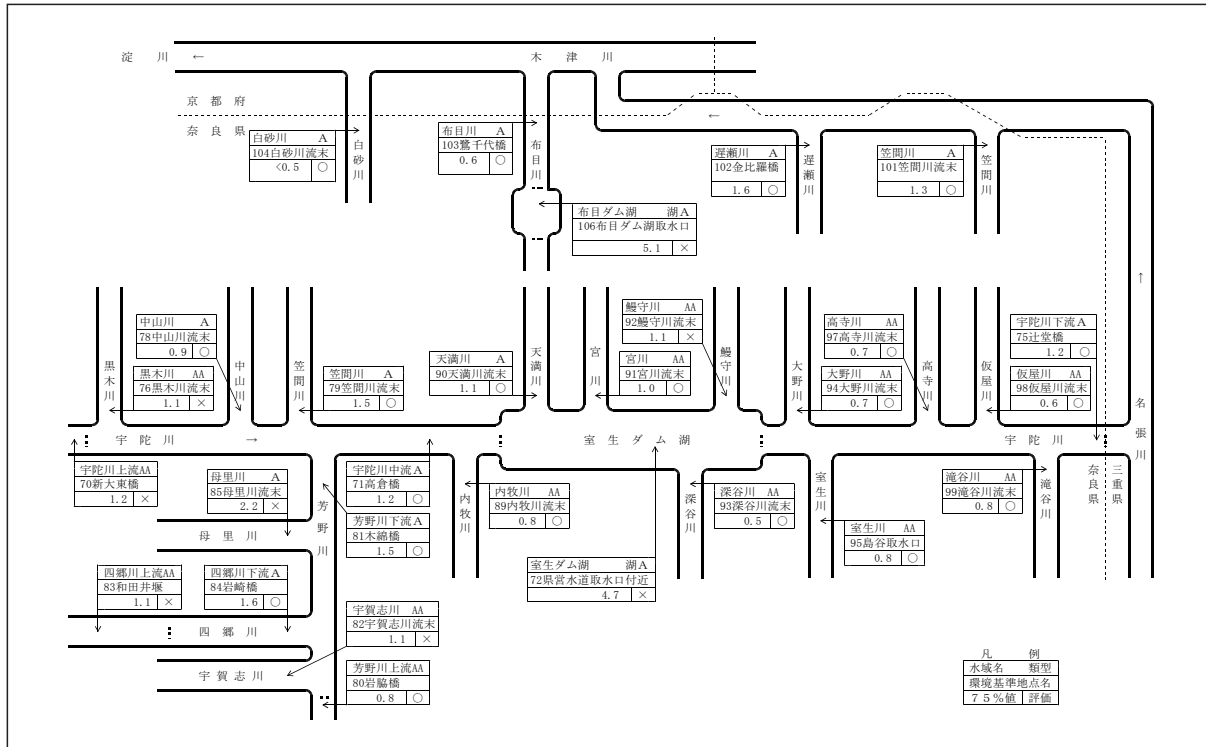 淀川 ←
木津川
京都府
奈良県
←
白砂川 A
104白砂川流末
<0.5 ○
白砂川
布目川 A
103鷺千代橋
0.6 ○
布目川
遅瀬川 A
102金比羅橋
1.6 ○
遅瀬川
笠間川 A
101笠間川流末
1.3 ○
笠間川
布目ダム湖 湖A
106布目ダム湖取水口
5.1 ×
→
名張川
黒木川
中山川 A
78中山川流末
0.9 ○
黒木川 AA
76黒木川流末
1.1 ×
中山川
笠間川
笠間川 A
79笠間川流末
1.5 ○
天満川 A
90天満川流末
1.1 ○
天満川
宮川
鰻守川 AA
92鰻守川流末
1.1 ×
宮川 AA
91宮川流末
1.0 ○
鰻守川
大野川
高寺川 AA
97高寺川流末
0.7 ○
大野川 AA
94大野川流末
0.7 ○
高寺川
仮屋川
宇陀川下流A
75辻堂橋
1.2 ○
仮屋川 AA
98仮屋川流末
0.6 ○
宇陀川 →
室生ダム湖
宇陀川
奈良県
三重県
宇陀川上流AA
70新大東橋
1.2 ×
母里川 A
85母里川流末
2.2 ×
母里川
芳野川
宇陀川中流A
71高倉橋
1.2 ○
芳野川下流A
81木綿橋
1.5 ○
内牧川
内牧川 AA
89内牧川流末
0.8 ○
深谷川
深谷川 AA
93深谷川流末
0.5 ○
室生川
室生川 AA
95島谷取水口
0.8 ○
滝谷川 AA
99滝谷川流末
0.8 ○
滝谷川
室生ダム湖 湖A
72県営水道取水口付近
4.7 ×
四郷川上流AA
83和田井堰
1.1 ×
四郷川下流A
84岩崎橋
1.6 ○
四郷川
宇賀志川 AA
82宇賀志川流末
1.1 ×
宇賀志川
芳野川上流AA
80岩脇橋
0.8 ○
凡例
水域名 類型
環境基準地点名
75%値 評価